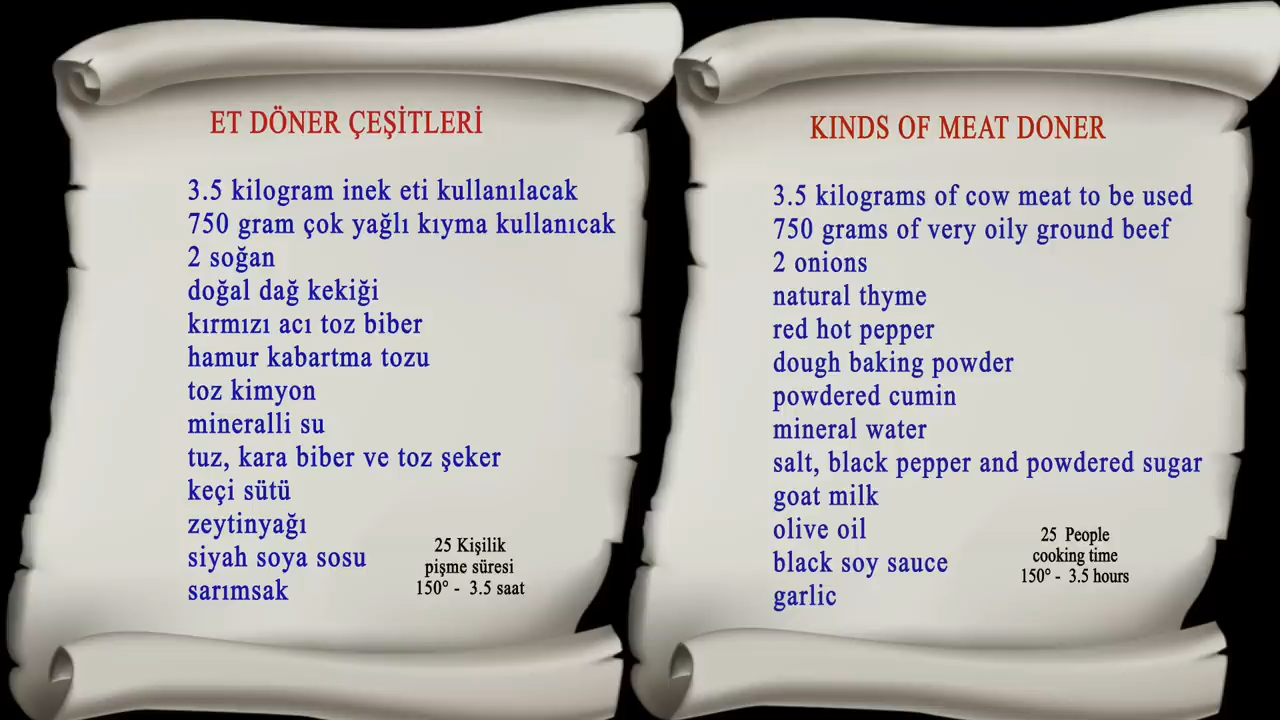 ET DÖNER ÇEŞİTLERİ
3.5 kilogram inek eti kullanılacak
750 gram çok yağlı kıyma kullanıcak
2 soğan
doğal dağ kekiği
kırmızı acı toz biber
hamur kabartma tozu
toz kimyon
mineralli su
tuz, kara biber ve toz şeker
keçi sütü
zeytinyağı
siyah soya sosu
sarımsak
25 Kişilik
pişme süresi
150° - 3.5 saat
KINDS OF MEAT DONER
3.5 kilograms of cow meat to be used
750 grams of very oily ground beef
2 onions
natural thyme
red hot pepper
dough baking powder
powdered cumin
mineral water
salt, black pepper and powdered sugar
goat milk
olive oil
black soy sauce
garlic
25 People
cooking time
150° - 3.5 hours